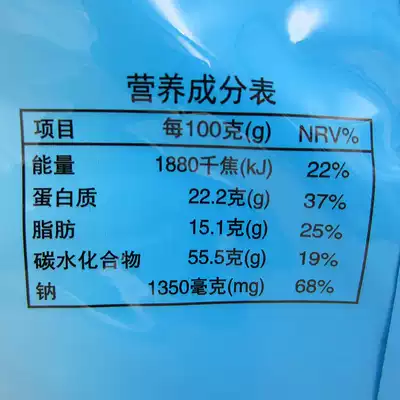 营养成分表
项目 每100克(g) NRV%
能量 1880千焦(kJ) 22%
蛋白质 22.2克(g) 37%
脂肪 15.1克(g) 25%
碳水化合物 55.5克(g) 19%
钠 1350毫克(mg) 68%